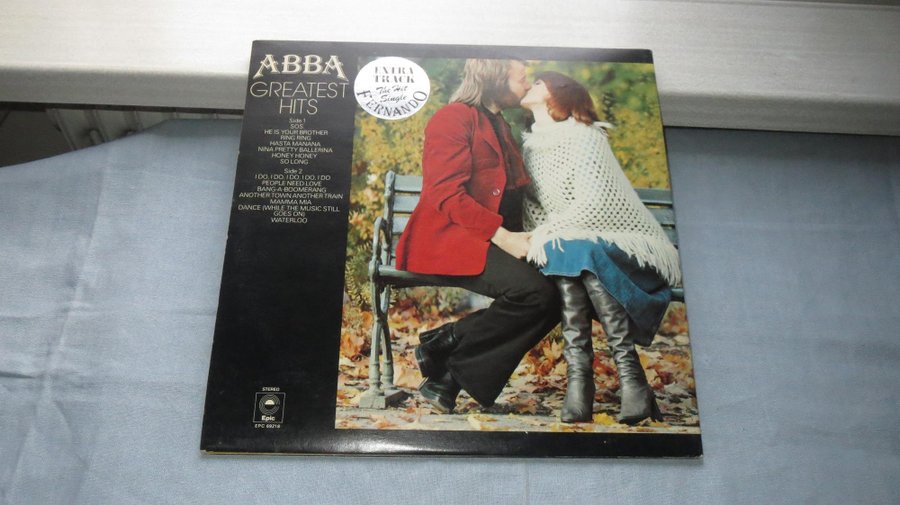 ABBA
GREATEST
HITS
Side 1
SOS
HE IS YOUR BROTHER
RING RING
HASTA MANANA
NINA PRETTY BALLERINA
HONEY HONEY
SO LONG
Side 2
I DO, I DO, I DO, I DO, I DO
PEOPLE NEED LOVE
BANG-A-BOOMERANG
ANOTHER TOWN, ANOTHER TRAIN
MAMMA MIA
DANCE (WHILE THE MUSIC STILL
GOES ON)
WATERLOO
EXTRA
TRACK
The Hit
Single
FERNANDO
STEREO
Epic
EPC 69218